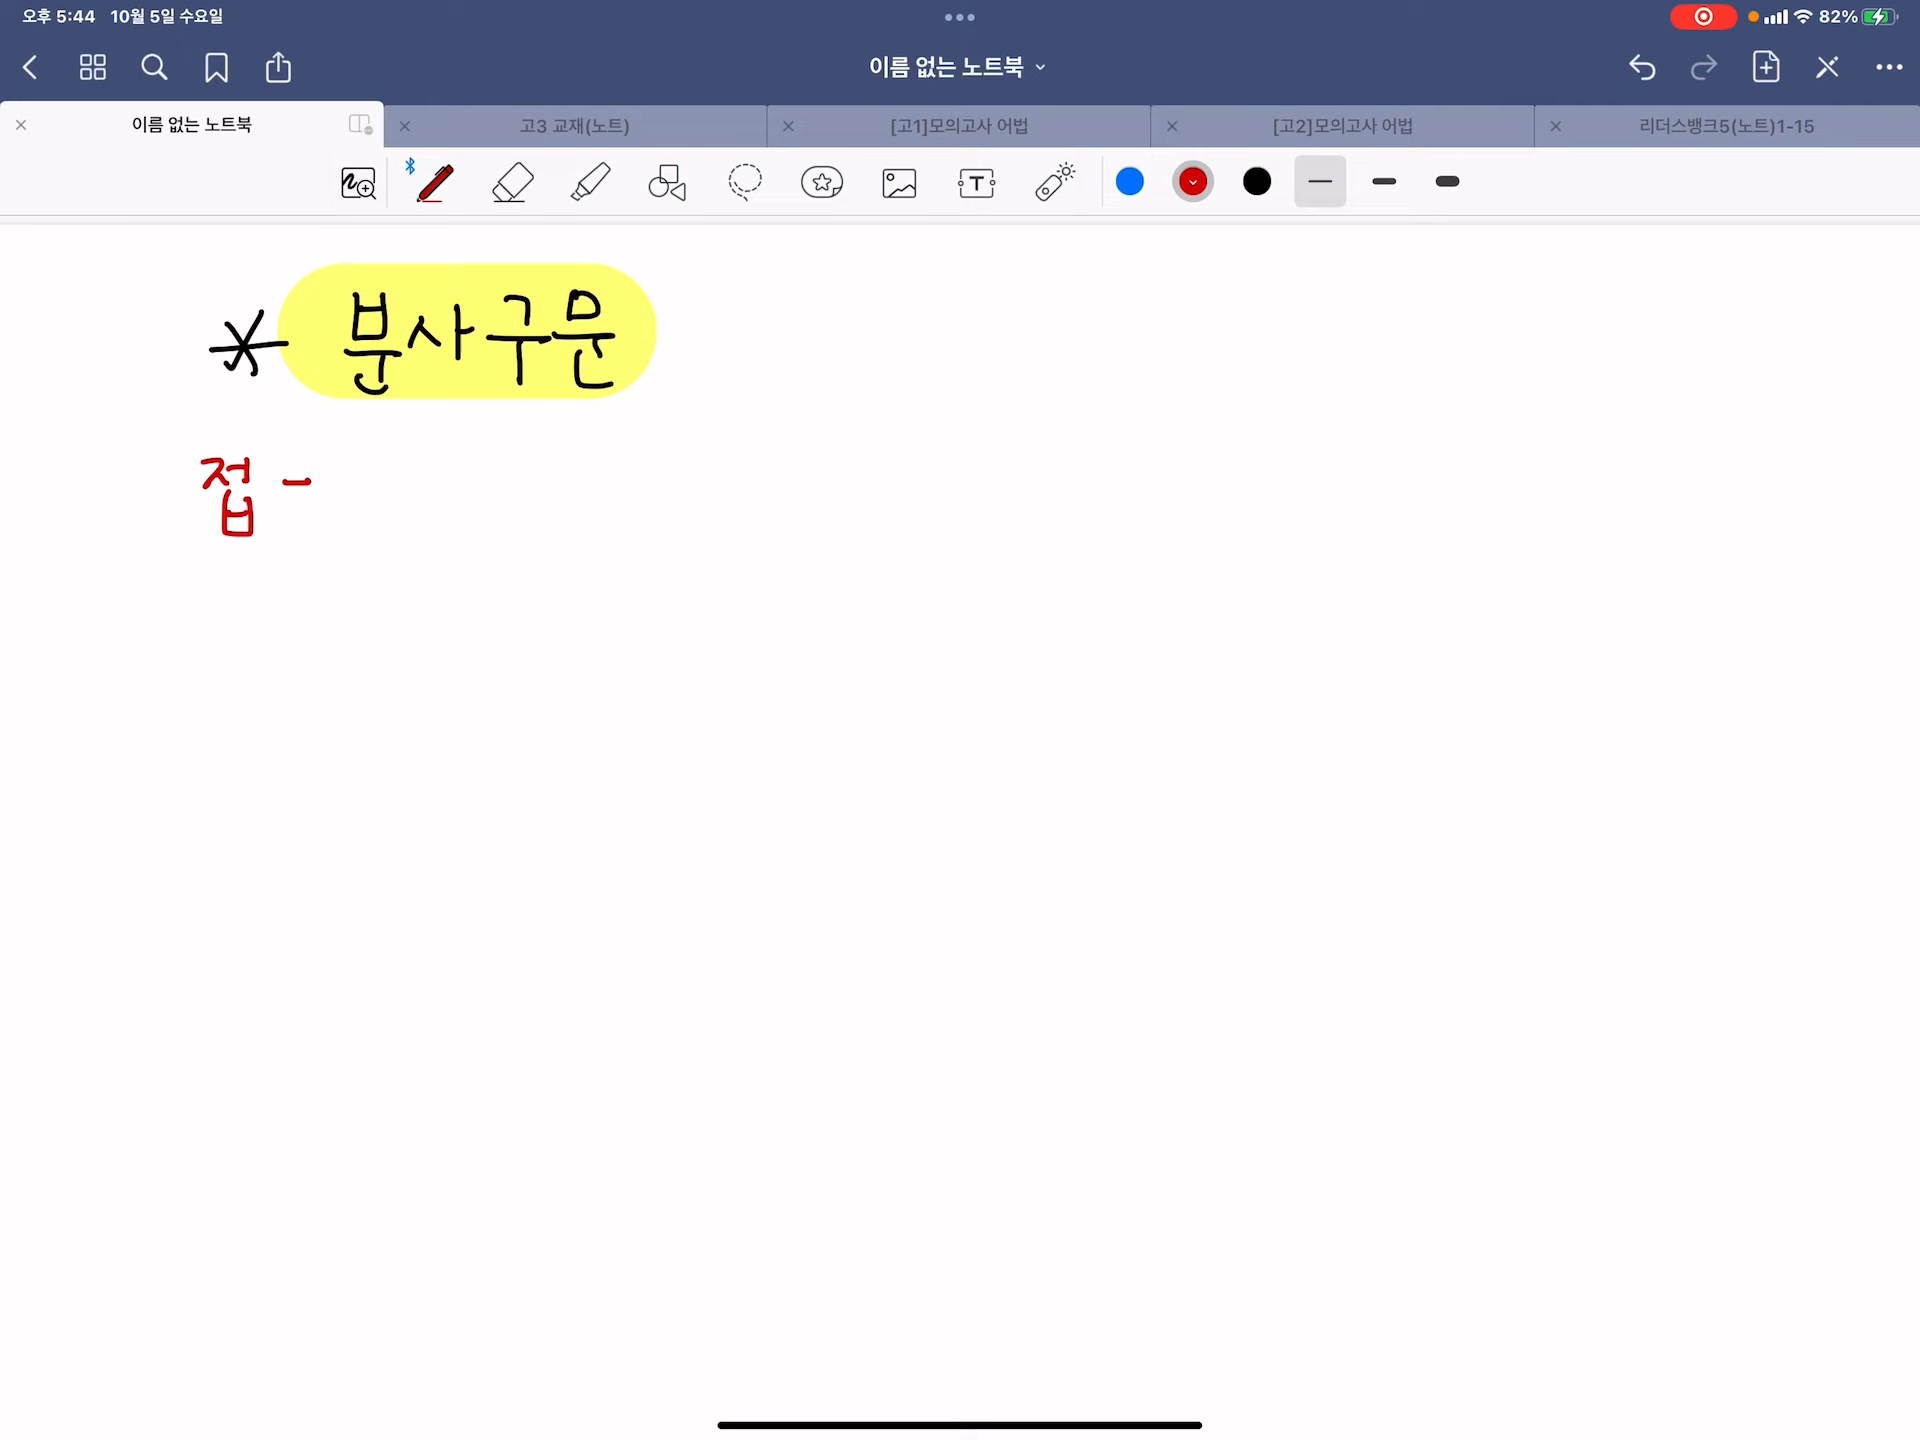 오후 5:44 10월 5일 수요일 82%
이름 없는 노트북
이름 없는 노트북 고3 교재(노트) [고1]모의고사 어법 [고2]모의고사 어법 리더스뱅크5(노트)1-15
* 분사구문
접 -